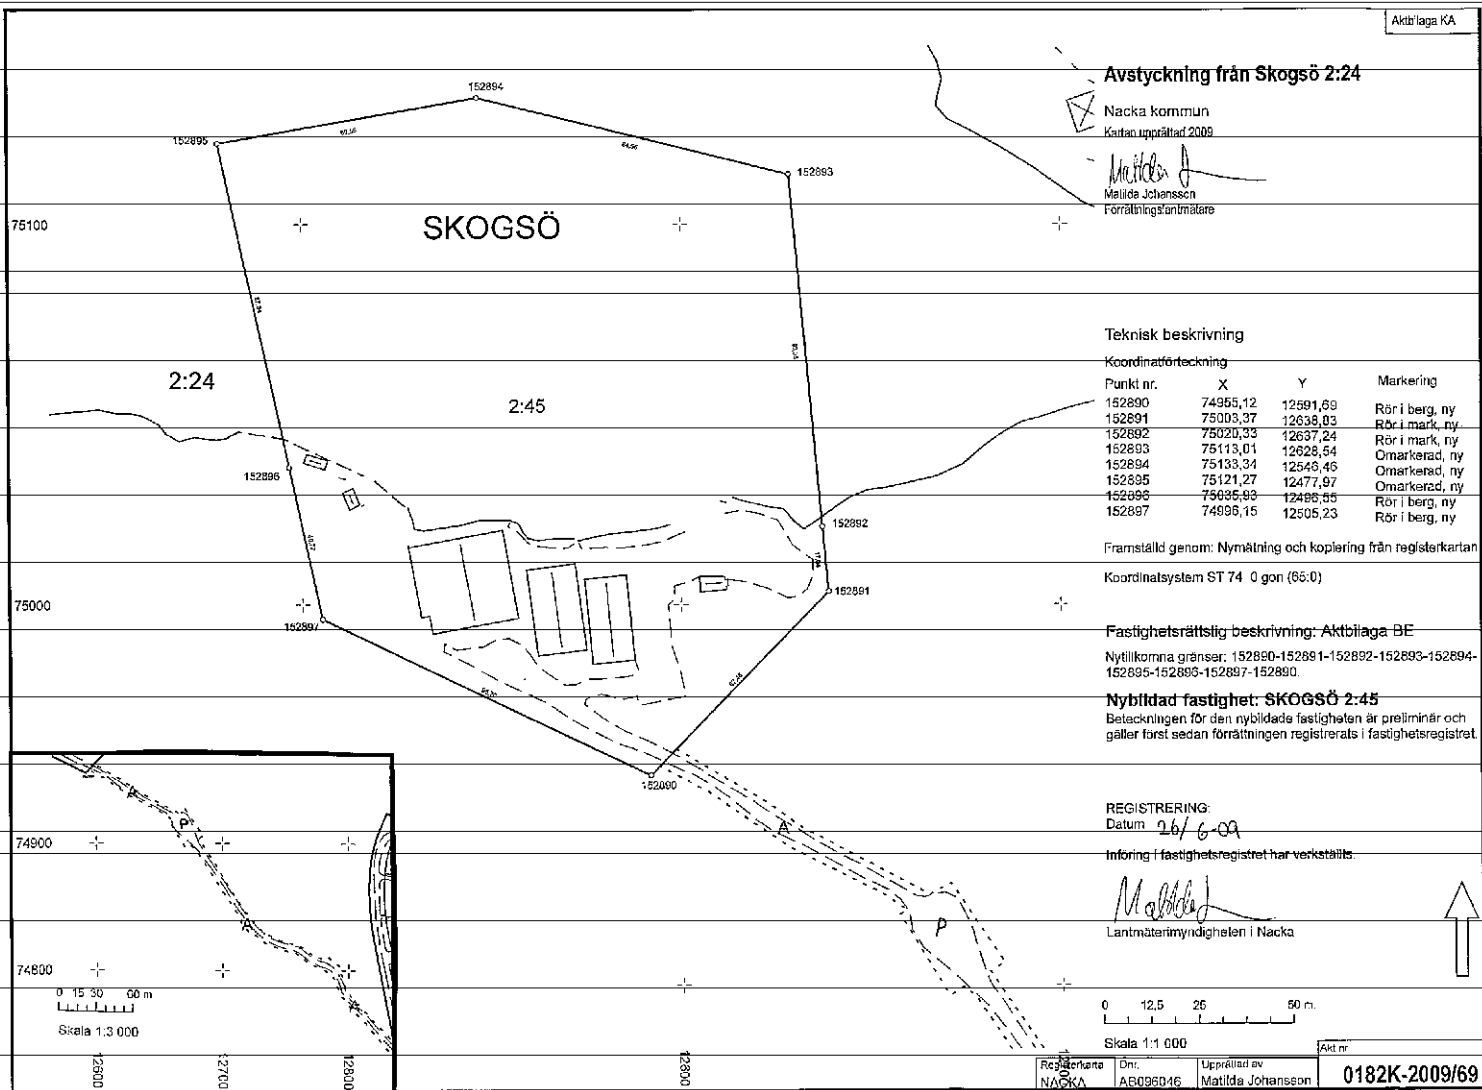 Aktbilaga KA
Avstyckning från Skogsö 2:24
Nacka kommun
Kartan upprättad 2009
Matilda J
Matilda Johansson
Förrättningslantmätare
152894
152895
152893
75100
SKOGSÖ
2:24
2:45
152896
152892
152891
75000
152897
152890
Teknisk beskrivning
Koordinatförteckning
Punkt nr. X Y Markering
152890 74955,12 12591,69 Rör i berg, ny
152891 75003,37 12638,83 Rör i mark, ny
152892 75020,33 12637,24 Rör i mark, ny
152893 75113,01 12628,54 Omarkerad, ny
152894 75133,34 12546,46 Omarkerad, ny
152895 75121,27 12477,97 Omarkerad, ny
152896 75035,93 12496,55 Rör i berg, ny
152897 74996,15 12505,23 Rör i berg, ny
Framställd genom: Nymätning och kopiering från registerkartan
Koordinatsystem ST 74 0 gon (65:0)
Fastighetsrättslig beskrivning: Aktbilaga BE
Nytillkomna gränser: 152890-152891-152892-152893-152894-
152895-152896-152897-152890.
Nybildad fastighet: SKOGSÖ 2:45
Beteckningen för den nybildade fastigheten är preliminär och
gäller först sedan förrättningen registrerats i fastighetsregistret.
REGISTRERING:
Datum 26/6-09
Införing i fastighetsregistret har verkställts.
Matilda J
Lantmäterimyndigheten i Nacka
A
P
P
A
74900
74800
0 15 30 60 m
Skala 1:3 000
12600
12700
12800
12800
0 12,5 25 50 m.
Skala 1:1 000
Registerkarta
NACKA
Dnr.
AB096046
Upprättad av
Matilda Johansson
Akt nr
0182K-2009/69